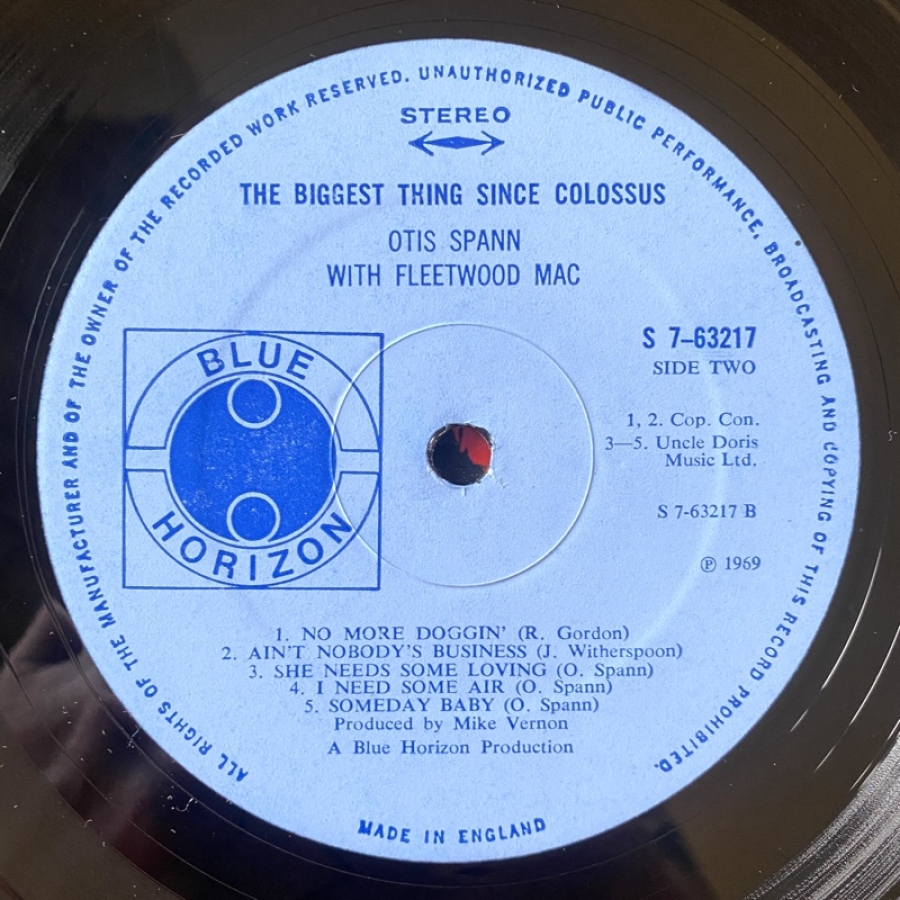 ALL RIGHTS OF THE MANUFACTURER AND OF THE OWNER OF THE RECORDED WORK RESERVED. UNAUTHORIZED PUBLIC PERFORMANCE, BROADCASTING AND COPYING OF THIS RECORD PROHIBITED.
STEREO
THE BIGGEST THING SINCE COLOSSUS
OTIS SPANN
WITH FLEETWOOD MAC
BLUE
HORIZON
S 7–63217
SIDE TWO
1, 2. Cop. Con.
3—5. Uncle Doris
Music Ltd.
S 7-63217 B
℗ 1969
1. NO MORE DOGGIN' (R. Gordon)
2. AIN'T NOBODY'S BUSINESS (J. Witherspoon)
3. SHE NEEDS SOME LOVING (O. Spann)
4. I NEED SOME AIR (O. Spann)
5. SOMEDAY BABY (O. Spann)
Produced by Mike Vernon
A Blue Horizon Production
MADE IN ENGLAND